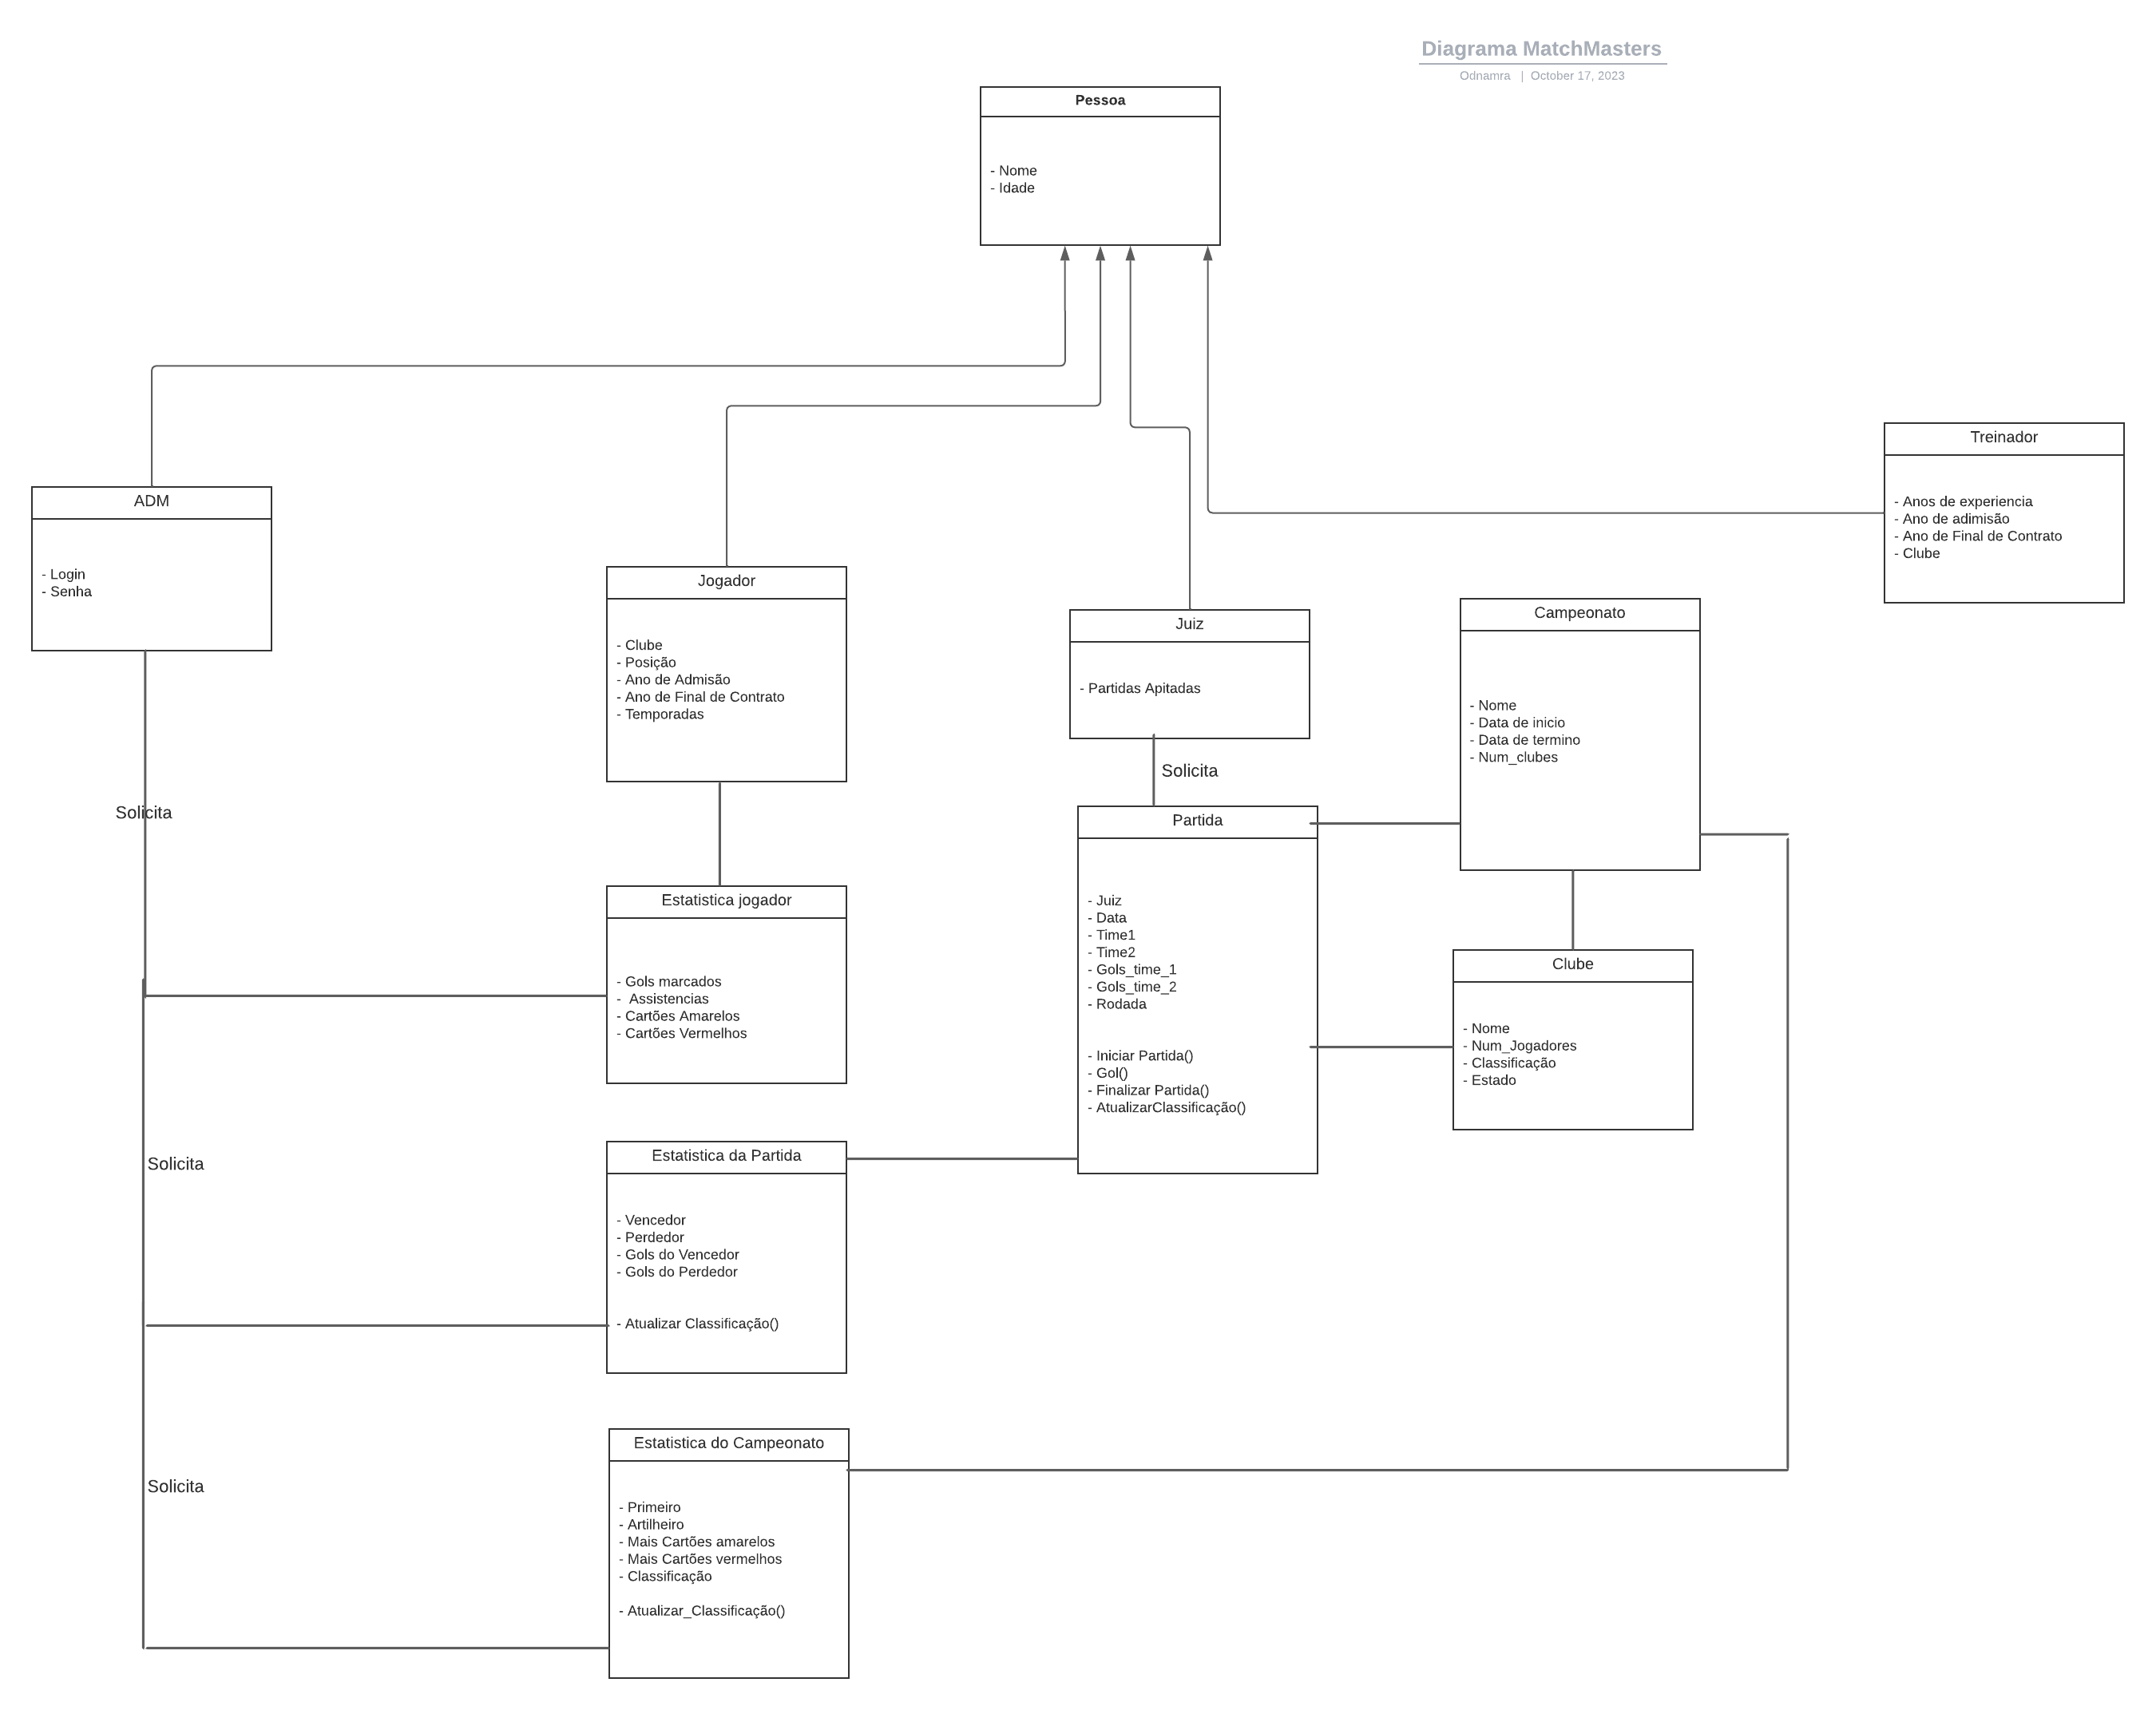 Diagrama MatchMasters
Odnamra | October 17, 2023
Pessoa
- Nome
- Idade
Treinador
- Anos de experiencia
- Ano de adimisão
- Ano de Final de Contrato
- Clube
ADM
- Login
- Senha
Jogador
- Clube
- Posição
- Ano de Admisão
- Ano de Final de Contrato
- Temporadas
Juiz
- Partidas Apitadas
Campeonato
- Nome
- Data de inicio
- Data de termino
- Num_clubes
Solicita
Solicita
Partida
- Juiz
- Data
- Time1
- Time2
- Gols_time_1
- Gols_time_2
- Rodada
- Iniciar Partida()
- Gol()
- Finalizar Partida()
- AtualizarClassificação()
Estatistica jogador
- Gols marcados
- Assistencias
- Cartões Amarelos
- Cartões Vermelhos
Clube
- Nome
- Num_Jogadores
- Classificação
- Estado
Solicita
Estatistica da Partida
- Vencedor
- Perdedor
- Gols do Vencedor
- Gols do Perdedor
- Atualizar Classificação()
Solicita
Estatistica do Campeonato
- Primeiro
- Artilheiro
- Mais Cartões amarelos
- Mais Cartões vermelhos
- Classificação
- Atualizar_Classificação()